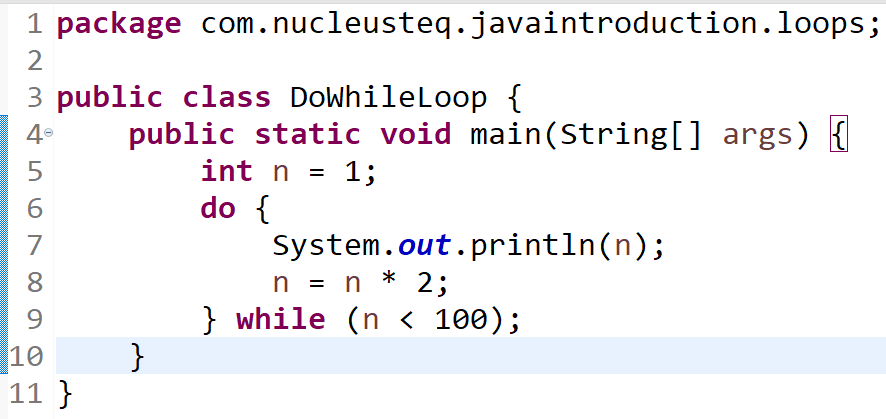 1 package com.nucleusteq.javaintroduction.loops;
2
3 public class DoWhileLoop {
4 public static void main(String[] args) {
5 int n = 1;
6 do {
7 System.out.println(n);
8 n = n * 2;
9 } while (n < 100);
10 }
11 }